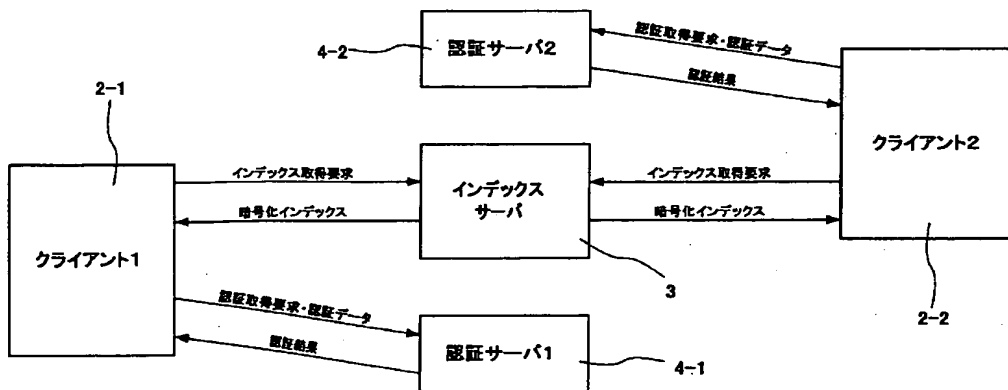 4-2
認証サーバ2
認証取得要求・認証データ
認証結果
2-1
クライアント2
インデックス取得要求
インデックス
サーバ
インデックス取得要求
暗号化インデックス
暗号化インデックス
クライアント1
3
2-2
認証取得要求・認証データ
認証結果
認証サーバ1
4-1